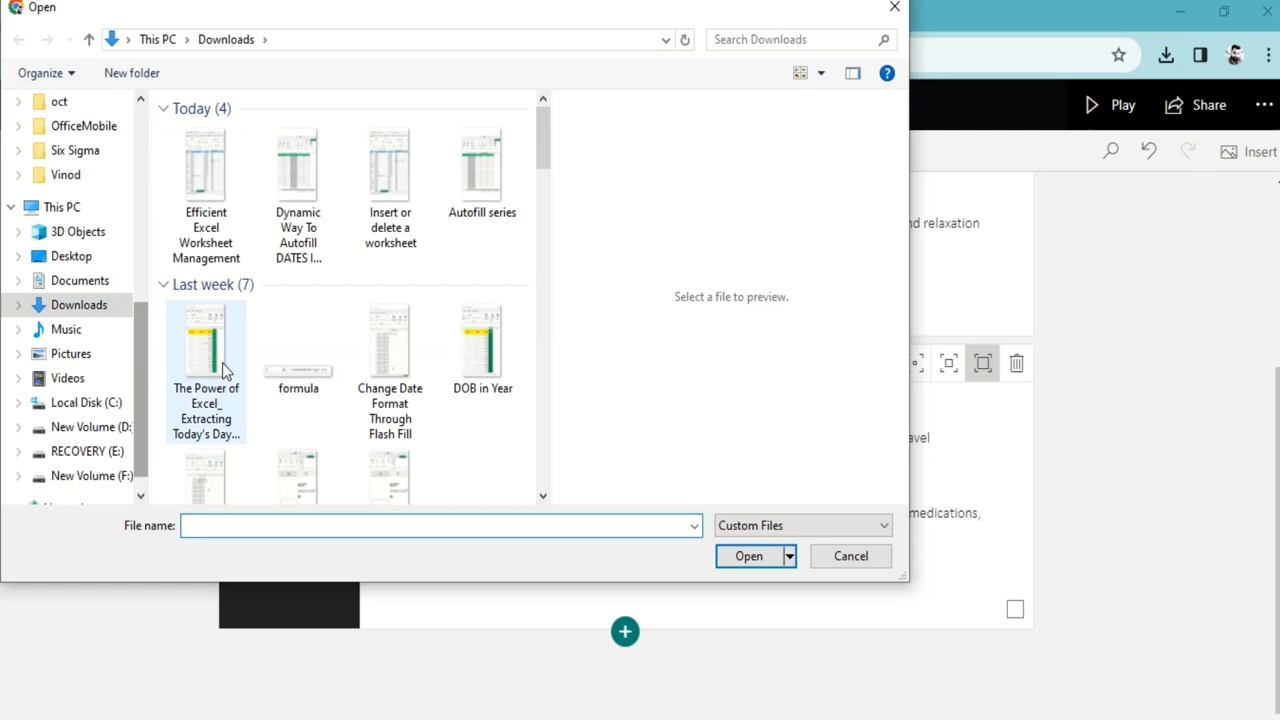 Open
This PC
Downloads
Search Downloads
Organize
New folder
oct
OfficeMobile
Six Sigma
Vinod
This PC
3D Objects
Desktop
Documents
Downloads
Music
Pictures
Videos
Local Disk (C:)
New Volume (D:
RECOVERY (E:)
New Volume (F:)
Today (4)
Efficient
Excel
Worksheet
Management
Dynamic
Way To
Autofill
DATES I...
Insert or
delete a
worksheet
Autofill series
Last week (7)
The Power of
Excel_
Extracting
Today's Day...
formula
Change Date
Format
Through
Flash Fill
DOB in Year
Select a file to preview.
File name:
Custom Files
Open
Cancel
Play
Share
Insert
nd relaxation
avel
medications,